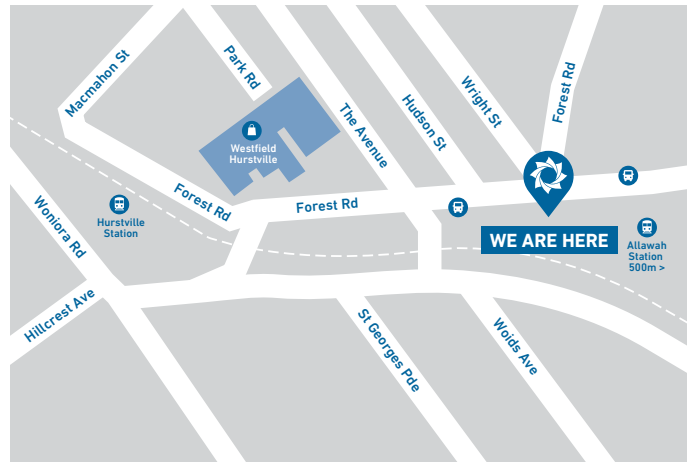 Macmahon St
Park Rd
Wright St
Forest Rd
Hudson St
The Avenue
Westfield
Hurstville
Forest Rd
Forest Rd
Woniora Rd
Hurstville
Station
WE ARE HERE
Allawah
Station
500m >
Hillcrest Ave
St Georges Pde
Woids Ave